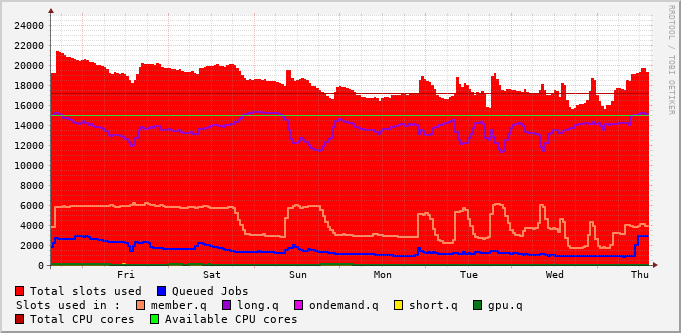 RRDTOOL / TOBI OETIKER
24000
22000
20000
18000
16000
14000
12000
10000
8000
6000
4000
2000
0
Fri Sat Sun Mon Tue Wed Thu
Total slots used Queued Jobs
Slots used in : member.q long.q ondemand.q short.q gpu.q
Total CPU cores Available CPU cores